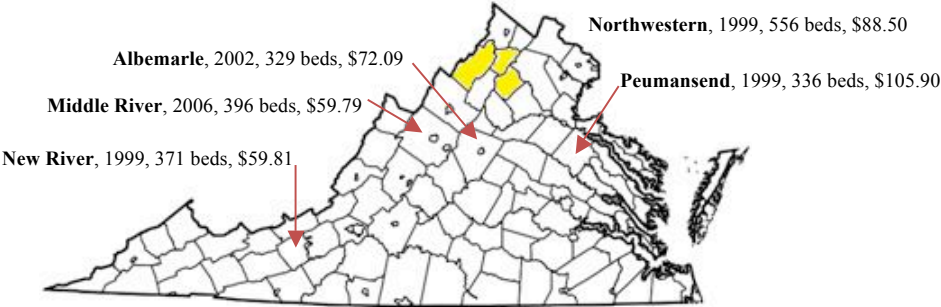 Northwestern, 1999, 556 beds, $88.50
Albemarle, 2002, 329 beds, $72.09
Peumansend, 1999, 336 beds, $105.90
Middle River, 2006, 396 beds, $59.79
New River, 1999, 371 beds, $59.81